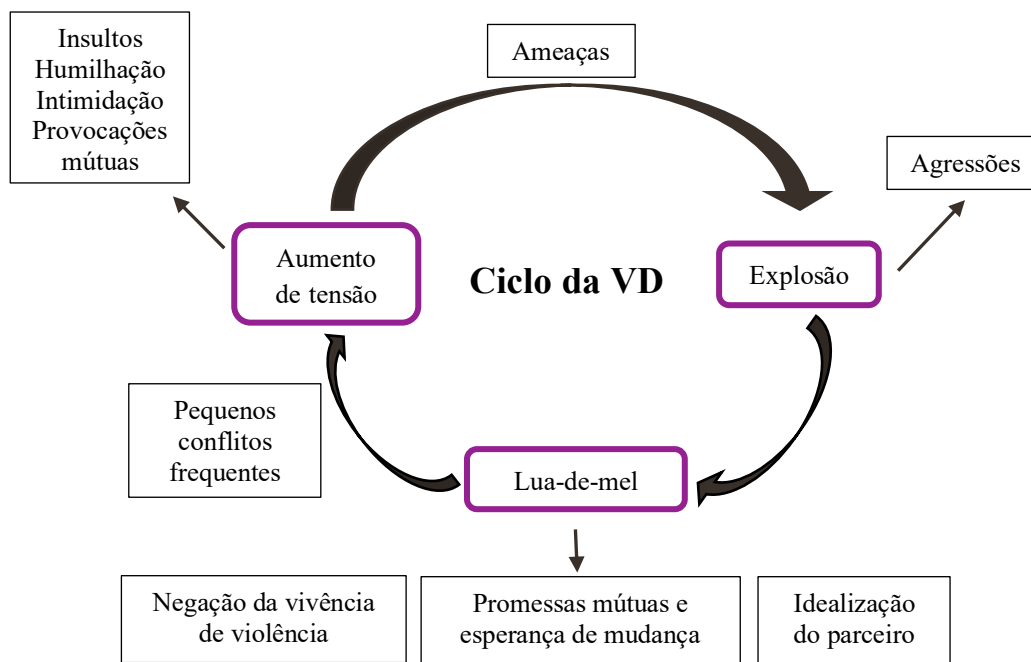 Insultos
Humilhação
Intimidação
Provocações
mútuas
Ameaças
Agressões
Aumento
de tensão
Ciclo da VD
Explosão
Pequenos
conflitos
frequentes
Lua-de-mel
Negação da vivência
de violência
Promessas mútuas e
esperança de mudança
Idealização
do parceiro